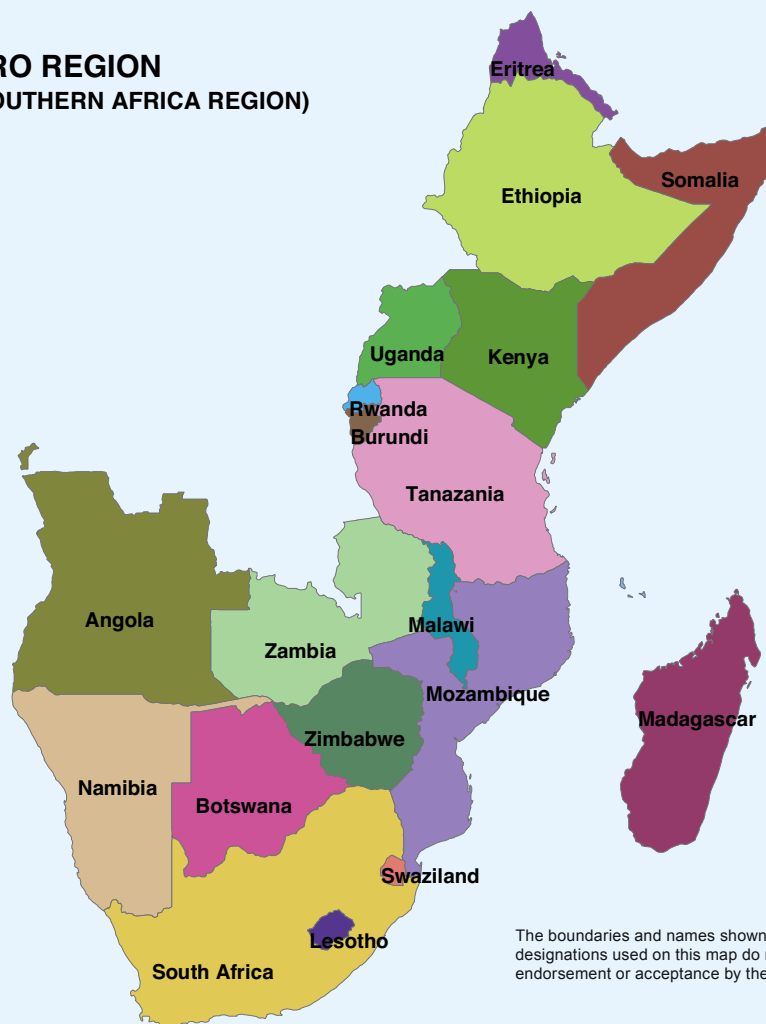 RO REGION
OUTHERN AFRICA REGION)
Eritrea
Somalia
Ethiopia
Uganda
Kenya
Rwanda
Burundi
Tanazania
Angola
Malawi
Zambia
Mozambique
Madagascar
Zimbabwe
Namibia
Botswana
Swaziland
Lesotho
South Africa
The boundaries and names shown
designations used on this map do
endorsement or acceptance by the